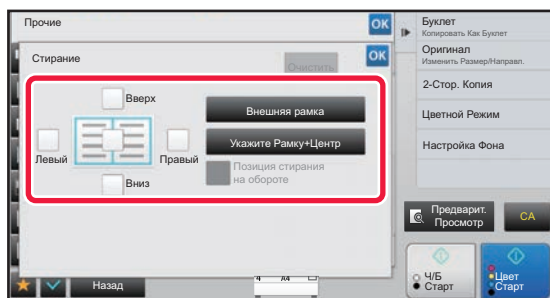 Прочие
OK
Стирание
Очистить
OK
Вверх
Левый
Правый
Вниз
Внешняя рамка
Укажите Рамку+Центр
Позиция стирания
на обороте
Назад
4 A4
Буклет
Копировать Как Буклет
Оригинал
Изменить Размер/Направл.
2-Стор. Копия
Цветной Режим
Настройка Фона
Предварит.
Просмотр
CA
Ч/Б
Старт
Цвет
Старт